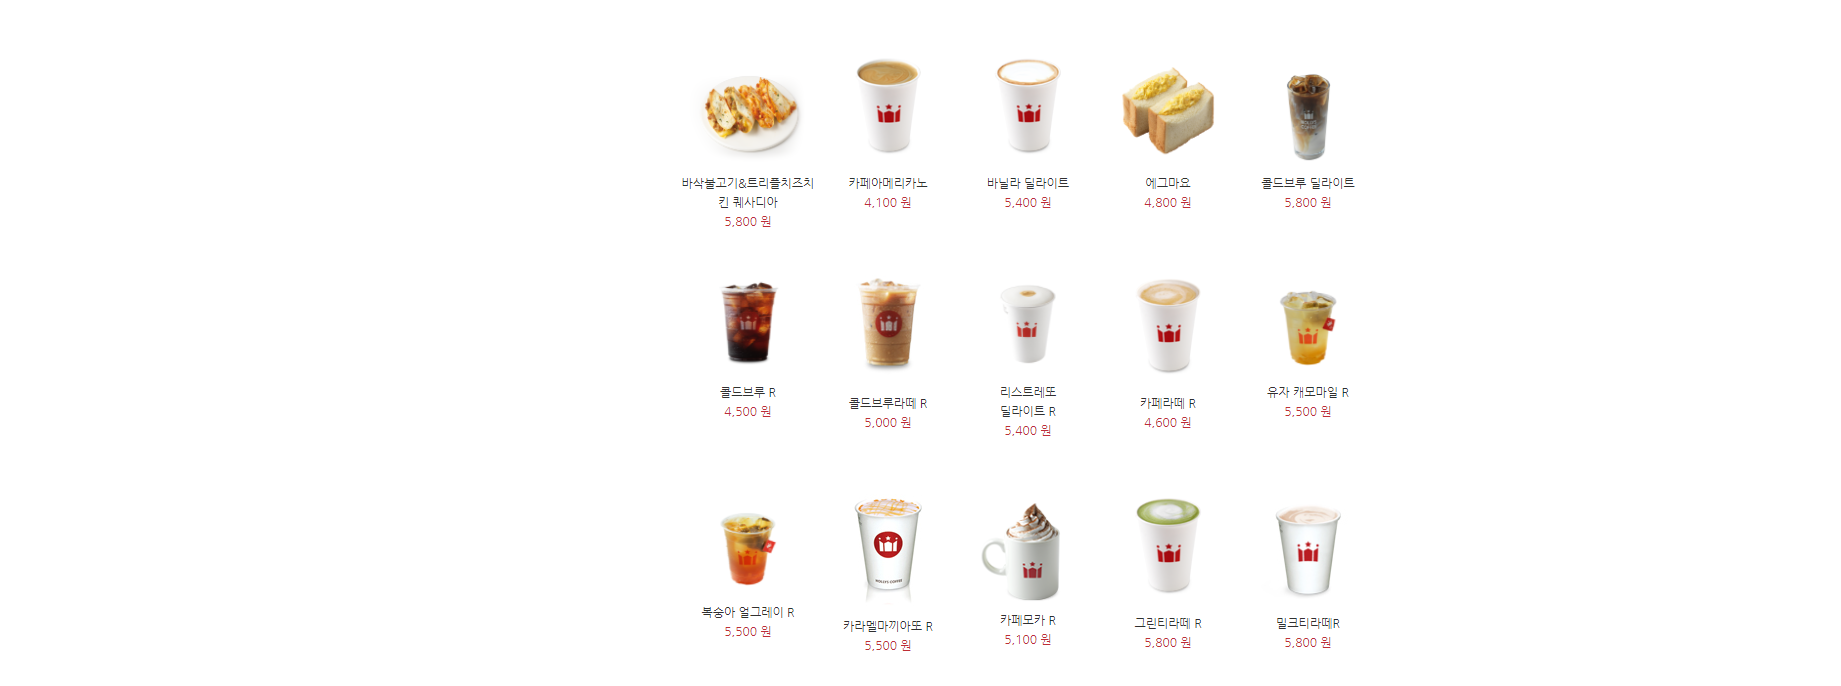 바삭불고기&트리플치즈치
킨 퀘사디아
5,800 원
카페아메리카노
4,100 원
바닐라 딜라이트
5,400 원
에그마요
4,800 원
콜드브루 딜라이트
5,800 원
콜드브루 R
4,500 원
콜드브루라떼 R
5,000 원
리스트레또
딜라이트 R
5,400 원
카페라떼 R
4,600 원
유자 캐모마일 R
5,500 원
복숭아 얼그레이 R
5,500 원
HOLLYS COFFEE
카라멜마끼아또 R
5,500 원
카페모카 R
5,100 원
그린티라떼 R
5,800 원
밀크티라떼R
5,800 원